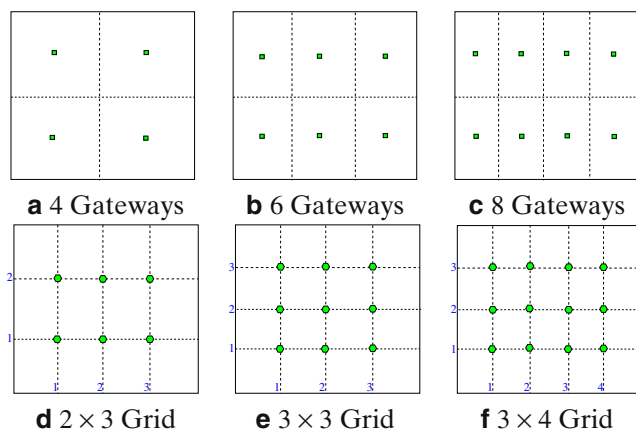 a 4 Gateways
b 6 Gateways
c 8 Gateways
2
1
1 2 3
3
2
1
1 2 3
3
2
1
1 2 3 4
d 2 × 3 Grid
e 3 × 3 Grid
f 3 × 4 Grid